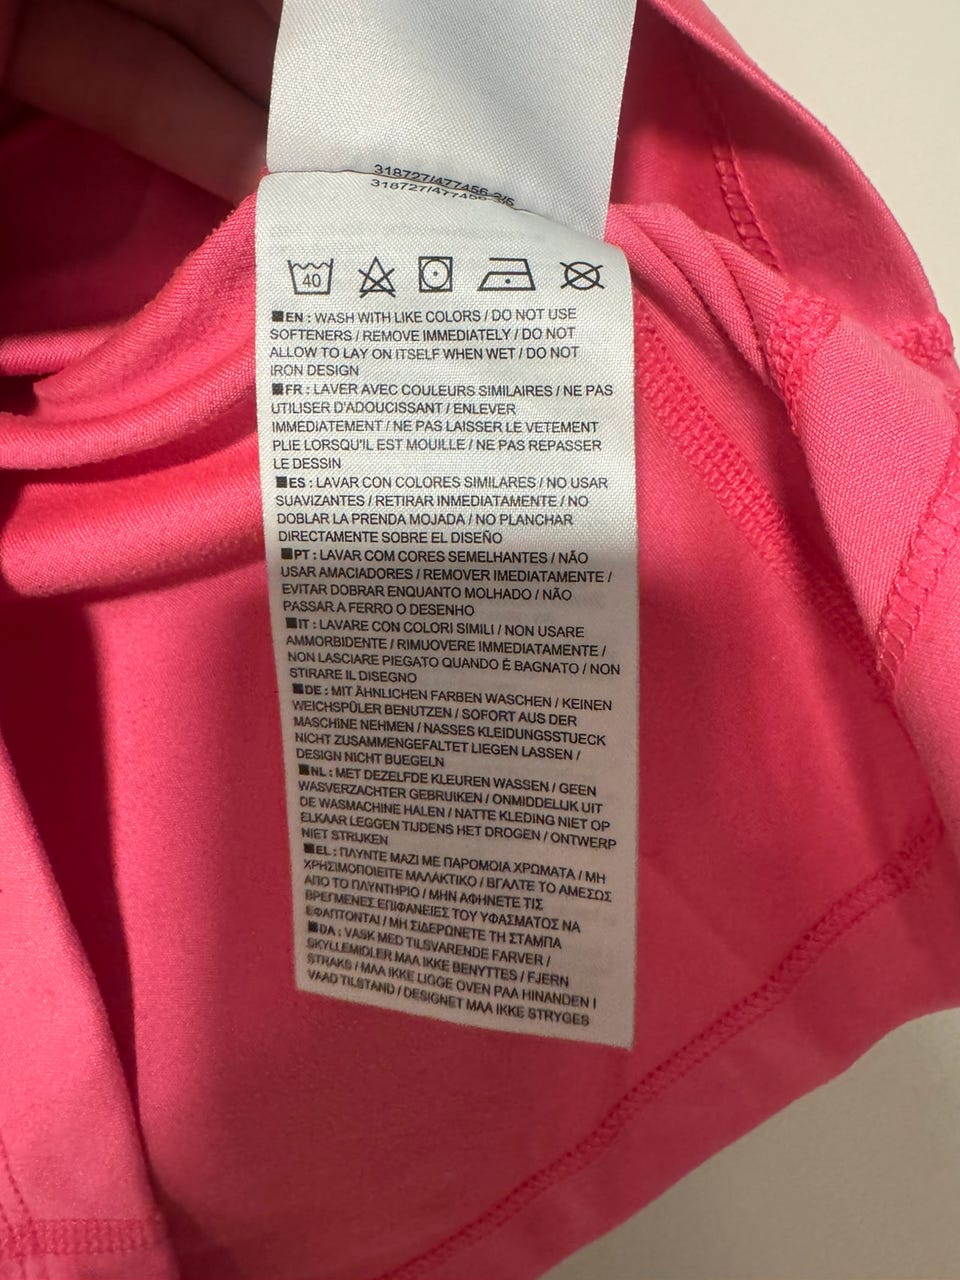 318727/477456 2/5
318727/477456 2/5
40
EN : WASH WITH LIKE COLORS / DO NOT USE
SOFTENERS / REMOVE IMMEDIATELY / DO NOT
ALLOW TO LAY ON ITSELF WHEN WET / DO NOT
IRON DESIGN
FR : LAVER AVEC COULEURS SIMILAIRES / NE PAS
UTILISER D'ADOUCISSANT / ENLEVER
IMMEDIATEMENT / NE PAS LAISSER LE VETEMENT
PLIE LORSQU'IL EST MOUILLE / NE PAS REPASSER
LE DESSIN
ES : LAVAR CON COLORES SIMILARES / NO USAR
SUAVIZANTES / RETIRAR INMEDIATAMENTE / NO
DOBLAR LA PRENDA MOJADA / NO PLANCHAR
DIRECTAMENTE SOBRE EL DISEÑO
PT : LAVAR COM CORES SEMELHANTES / NÃO
USAR AMACIADORES / REMOVER IMEDIATAMENTE /
EVITAR DOBRAR ENQUANTO MOLHADO / NÃO
PASSAR A FERRO O DESENHO
IT : LAVARE CON COLORI SIMILI / NON USARE
AMMORBIDENTE / RIMUOVERE IMMEDIATAMENTE /
NON LASCIARE PIEGATO QUANDO É BAGNATO / NON
STIRARE IL DISEGNO
DE : MIT ÄHNLICHEN FARBEN WASCHEN / KEINEN
WEICHSPÜLER BENUTZEN / SOFORT AUS DER
MASCHINE NEHMEN / NASSES KLEIDUNGSSTUECK
NICHT ZUSAMMENGEFALTET LIEGEN LASSEN /
DESIGN NICHT BUEGELN
NL : MET DEZELFDE KLEUREN WASSEN / GEEN
WASVERZACHTER GEBRUIKEN / ONMIDDELIJK UIT
DE WASMACHINE HALEN / NATTE KLEDING NIET OP
ELKAAR LEGGEN TIJDENS HET DROGEN / ONTWERP
NIET STRIJKEN
EL : ΠΛΥΝΤΕ ΜΑΖΙ ΜΕ ΠΑΡΟΜΟΙΑ ΧΡΩΜΑΤΑ / ΜΗ
ΧΡΗΣΙΜΟΠΟΙΕΙΤΕ ΜΑΛΑΚΤΙΚΟ / ΒΓΑΛΤΕ ΤΟ ΑΜΕΣΩΣ
ΑΠΟ ΤΟ ΠΛΥΝΤΗΡΙΟ / ΜΗΝ ΑΦΗΝΕΤΕ ΤΙΣ
ΒΡΕΓΜΕΝΕΣ ΕΠΙΦΑΝΕΙΕΣ ΤΟΥ ΥΦΑΣΜΑΤΟΣ ΝΑ
ΕΦΑΠΤΟΝΤΑΙ / ΜΗ ΣΙΔΕΡΩΝΕΤΕ ΤΗ ΣΤΑΜΠΑ
DA : VASK MED TILSVARENDE FARVER /
SKYLLEMIDLER MAA IKKE BENYTTES / FJERN
STRAKS / MAA IKKE LIGGE OVEN PAA HINANDEN I
VAAD TILSTAND / DESIGNET MAA IKKE STRYGES